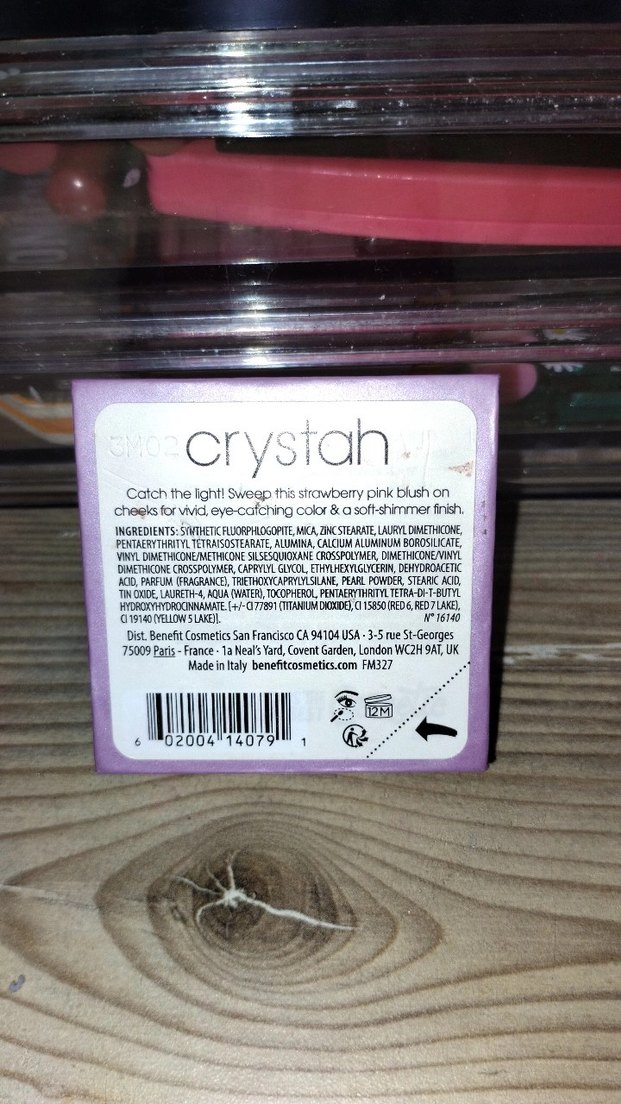 3M02
crystah
Catch the light! Sweep this strawberry pink blush on
cheeks for vivid, eye-catching color & a soft-shimmer finish.
INGREDIENTS: SYNTHETIC FLUORPHLOGOPITE, MICA, ZINC STEARATE, LAURYL DIMETHICONE,
PENTAERYTHRITYL TETRAISOSTEARATE, ALUMINA, CALCIUM ALUMINUM BOROSILICATE,
VINYL DIMETHICONE/METHICONE SILSESQUIOXANE CROSSPOLYMER, DIMETHICONE/VINYL
DIMETHICONE CROSSPOLYMER, CAPRYLYL GLYCOL, ETHYLHEXYLGLYCERIN, DEHYDROACETIC
ACID, PARFUM (FRAGRANCE), TRIETHOXYCAPRYLYLSILANE, PEARL POWDER, STEARIC ACID,
TIN OXIDE, LAURETH-4, AQUA (WATER), TOCOPHEROL, PENTAERYTHRITYL TETRA-DI-T-BUTYL
HYDROXYHYDROCINNAMATE. [+/- CI 77891 (TITANIUM DIOXIDE), CI 15850 (RED 6, RED 7 LAKE),
CI 19140 (YELLOW 5 LAKE)]. N° 16140
Dist. Benefit Cosmetics San Francisco CA 94104 USA · 3-5 rue St-Georges
75009 Paris - France · 1a Neal's Yard, Covent Garden, London WC2H 9AT, UK
Made in Italy benefitcosmetics.com FM327
12M
6 02004 14079 1